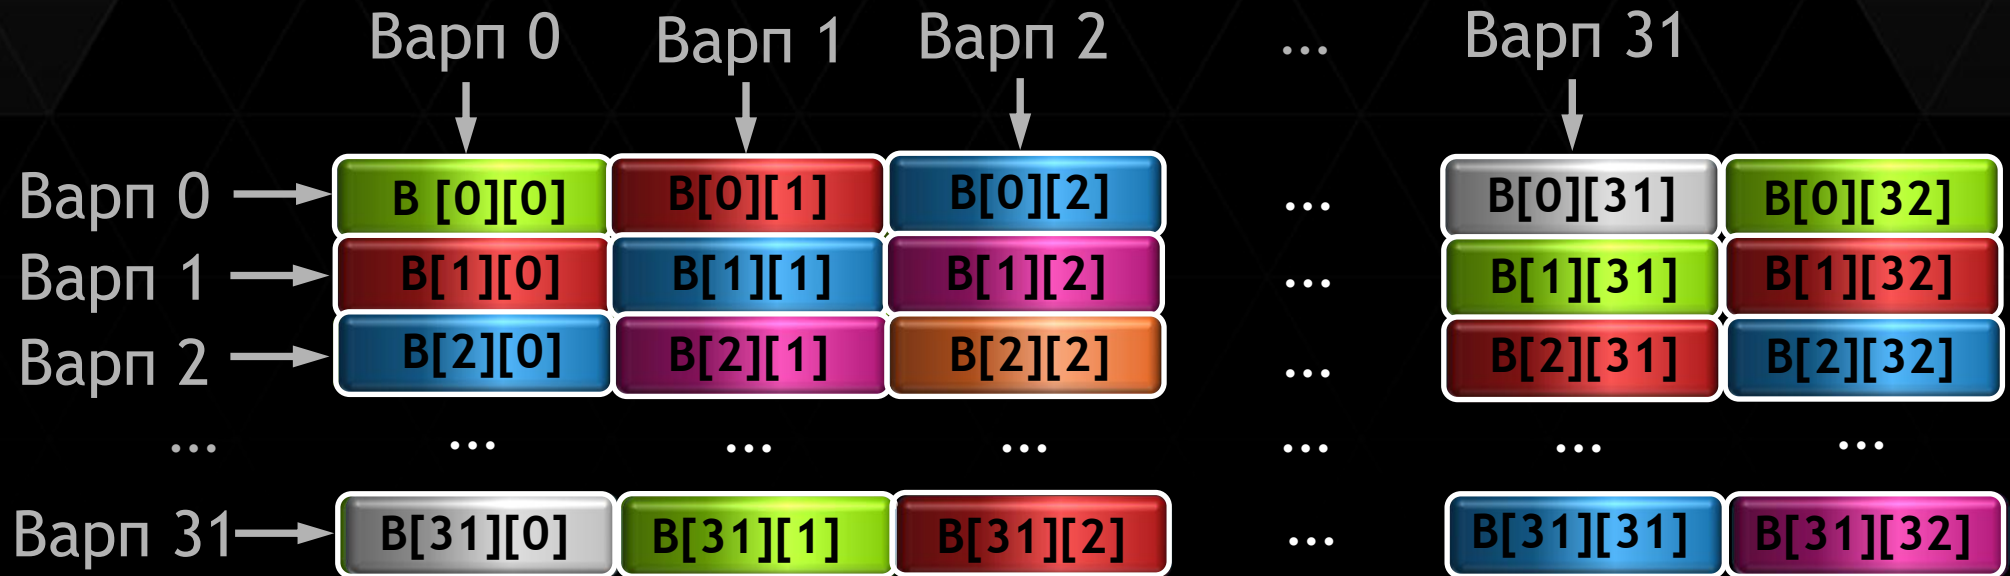 Варп 0 Варп 1 Варп 2 ... Варп 31
Варп 0 B [0][0] B[0][1] B[0][2] ... B[0][31] B[0][32]
Варп 1 B[1][0] B[1][1] B[1][2] ... B[1][31] B[1][32]
Варп 2 B[2][0] B[2][1] B[2][2] ... B[2][31] B[2][32]
... ... ... ... ... ... ...
Варп 31 B[31][0] B[31][1] B[31][2] ... B[31][31] B[31][32]